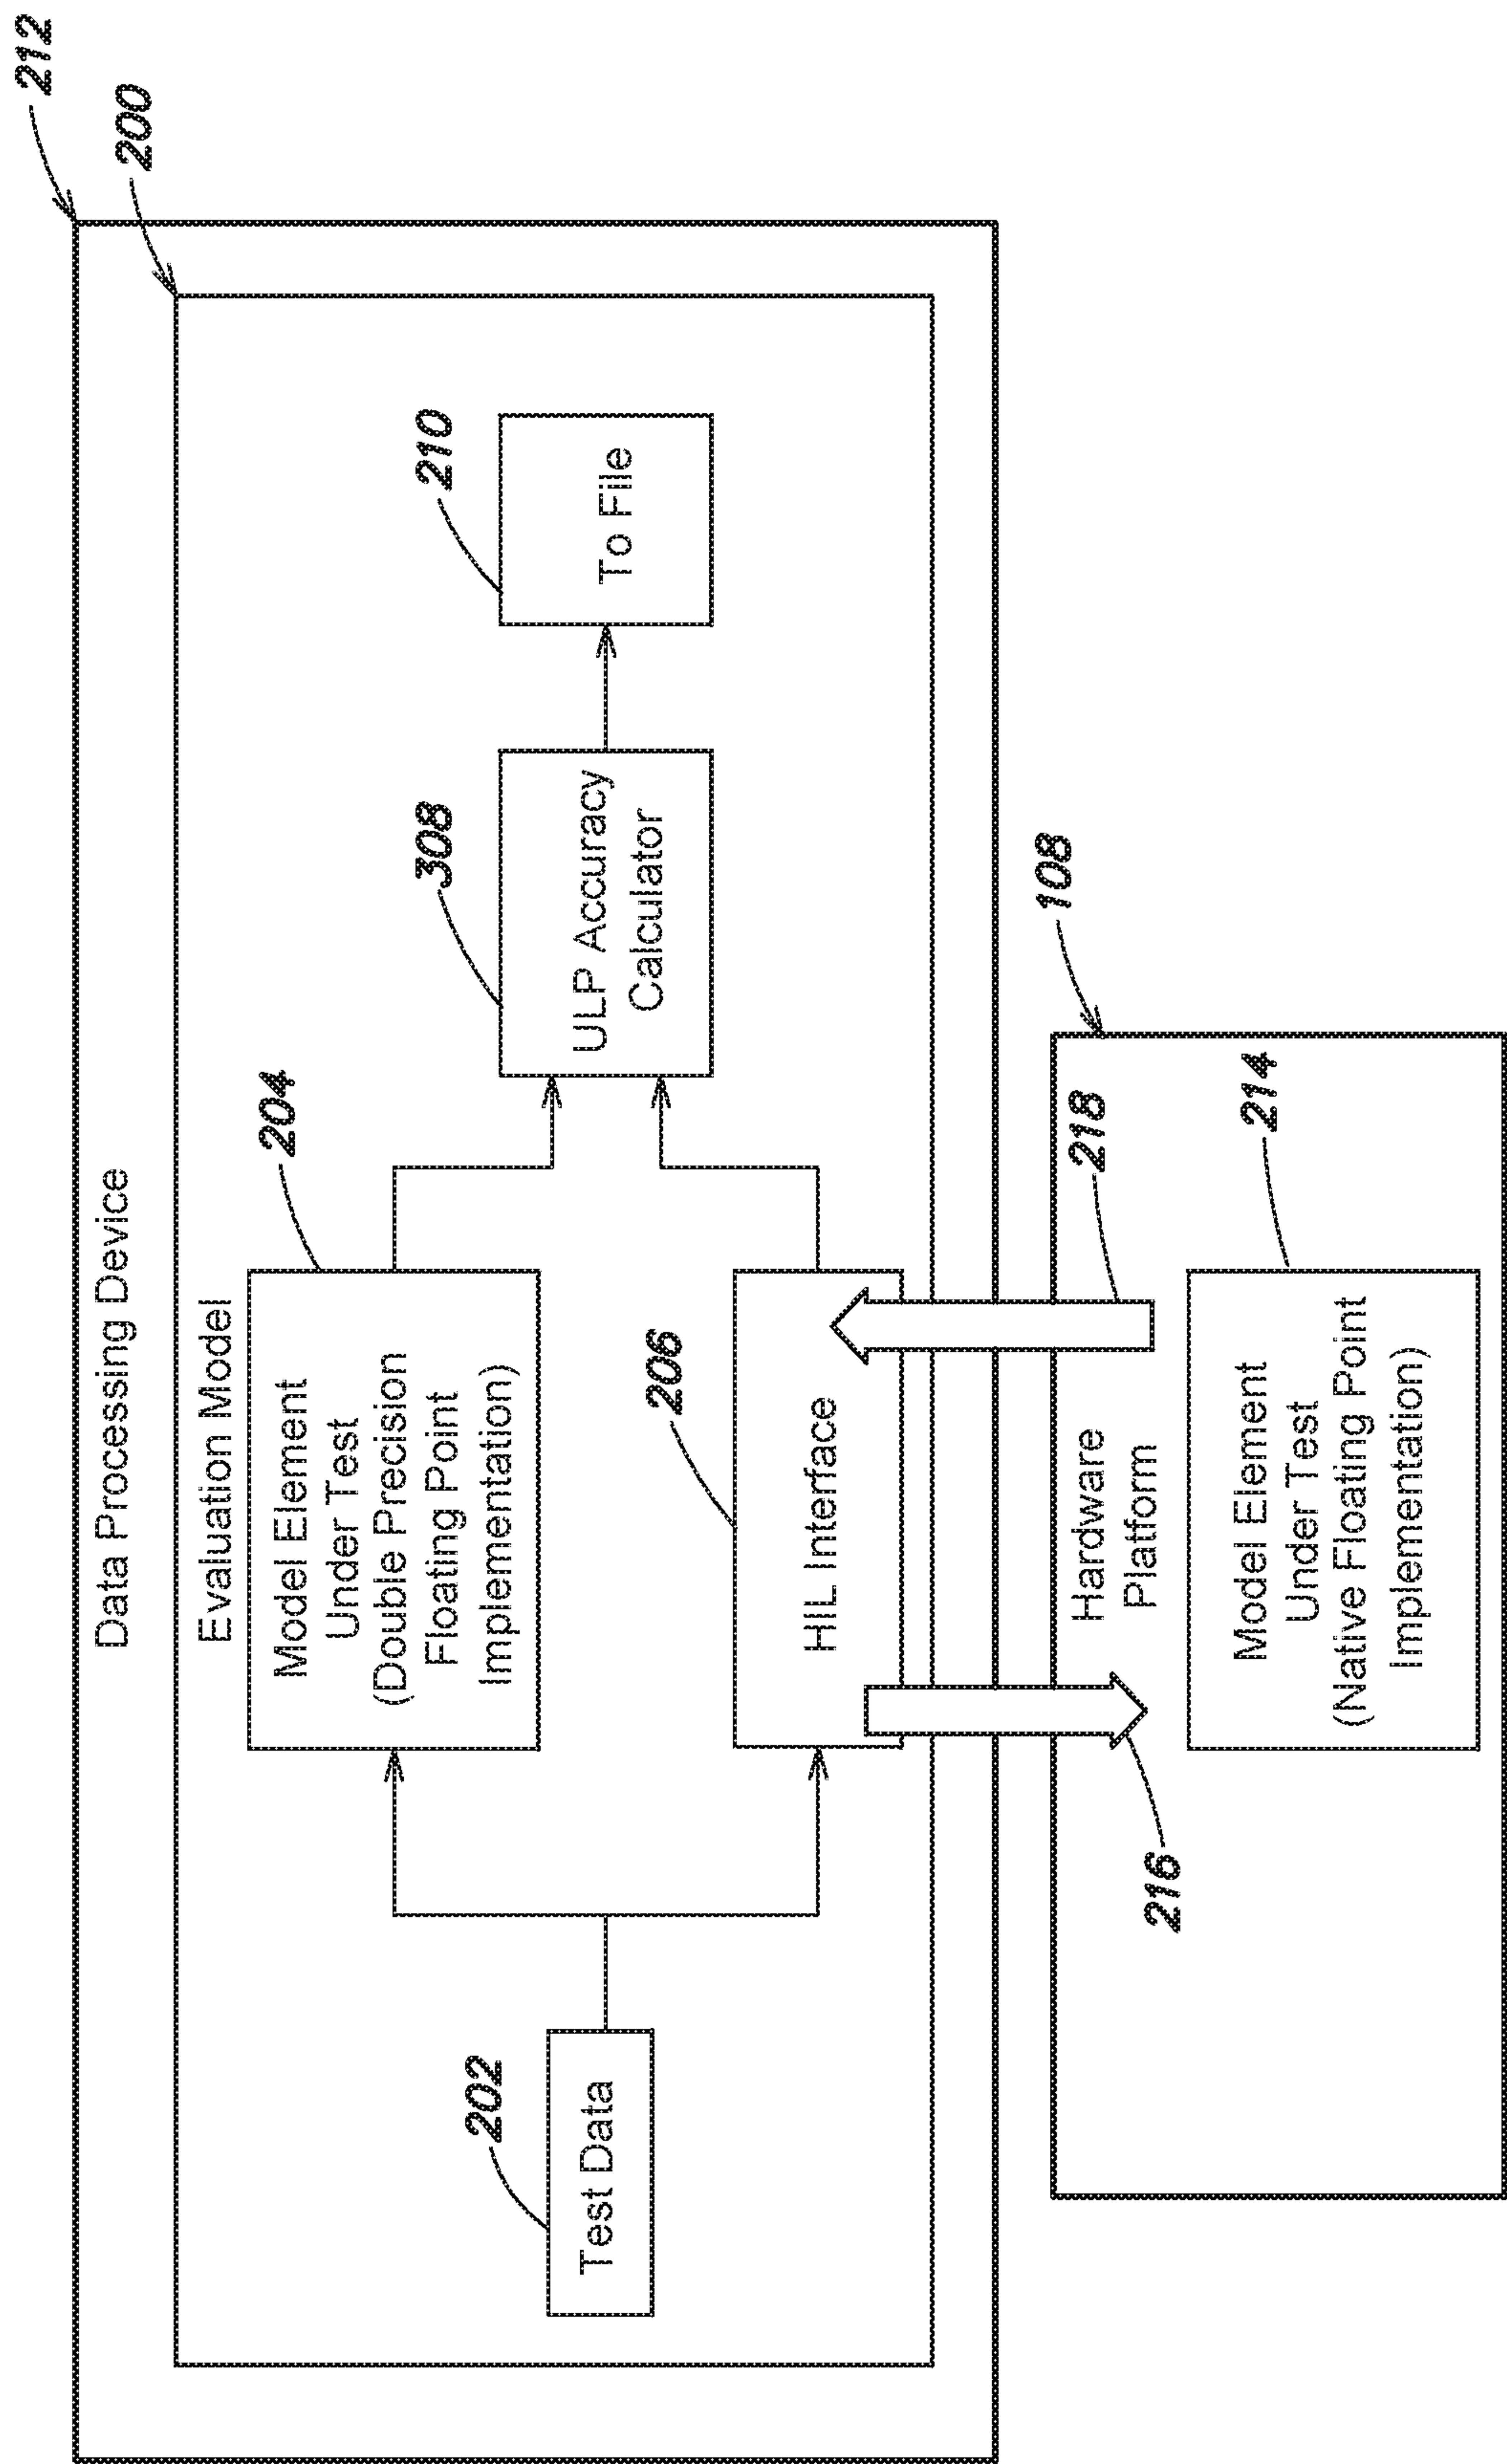 212
200
Data Processing Device
Evaluation Model
204
Model Element
Under Test
(Double Precision
Floating Point
Implementation)
202
Test Data
308
ULP Accuracy
Calculator
210
To File
206
HIL Interface
108
Hardware
Platform
218
216
214
Model Element
Under Test
(Native Floating Point
Implementation)